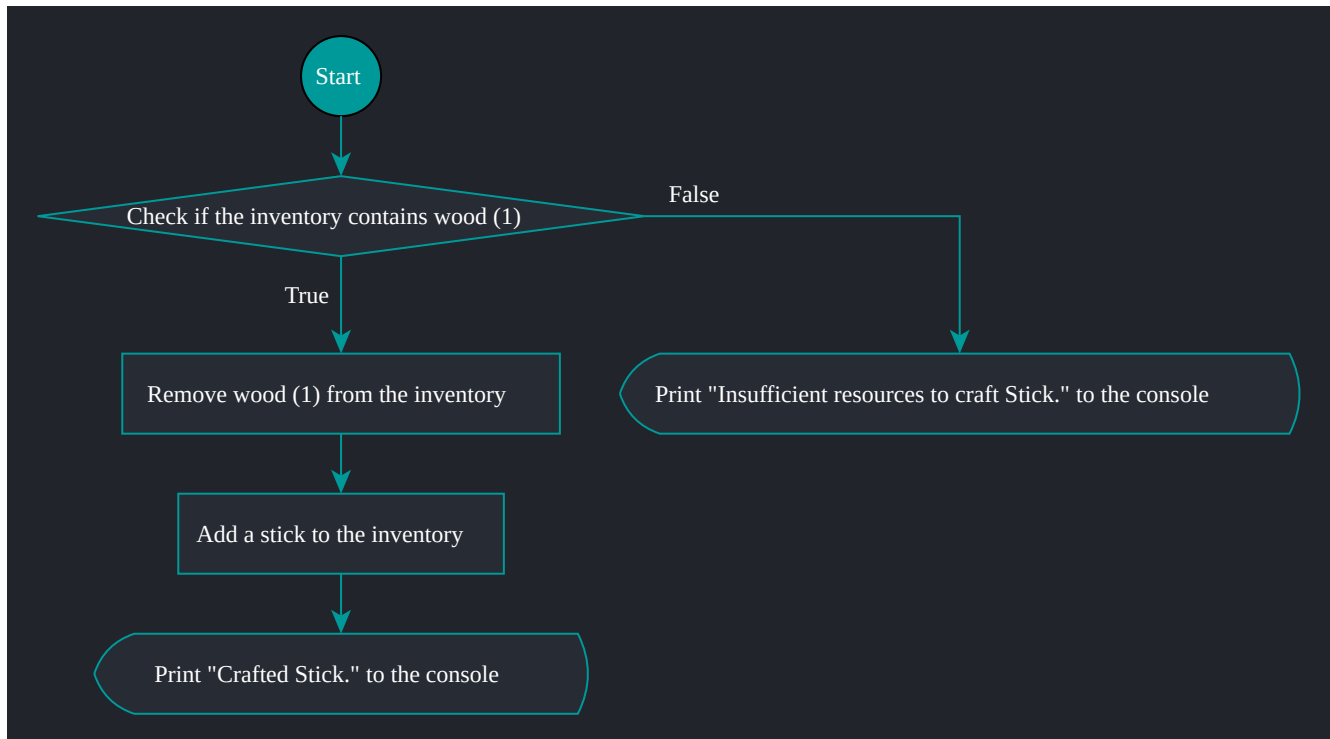 Start
Check if the inventory contains wood (1)
False
True
Remove wood (1) from the inventory
Print "Insufficient resources to craft Stick." to the console
Add a stick to the inventory
Print "Crafted Stick." to the console